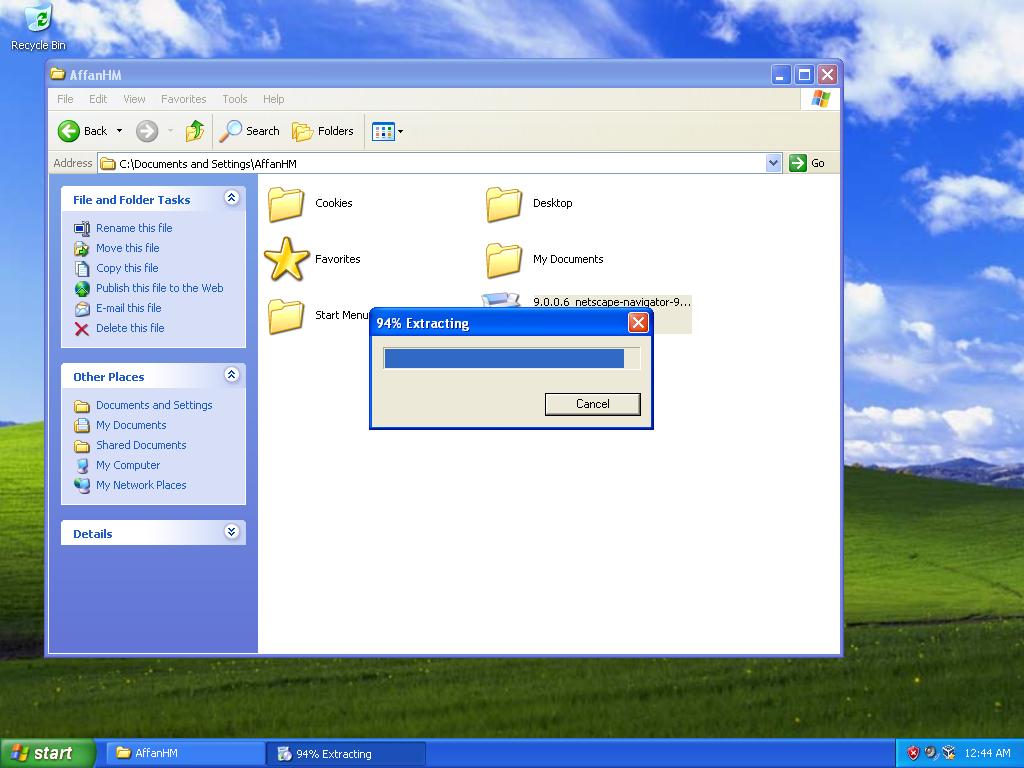 Recycle Bin
AffanHM
File Edit View Favorites Tools Help
Back Search Folders
Address C:\Documents and Settings\AffanHM Go
File and Folder Tasks
Rename this file
Move this file
Copy this file
Publish this file to the Web
E-mail this file
Delete this file
Other Places
Documents and Settings
My Documents
Shared Documents
My Computer
My Network Places
Details
Cookies Desktop
Favorites My Documents
Start Menu 9.0.0.6_netscape-navigator-9...
94% Extracting
Cancel
start AffanHM 94% Extracting 12:44 AM